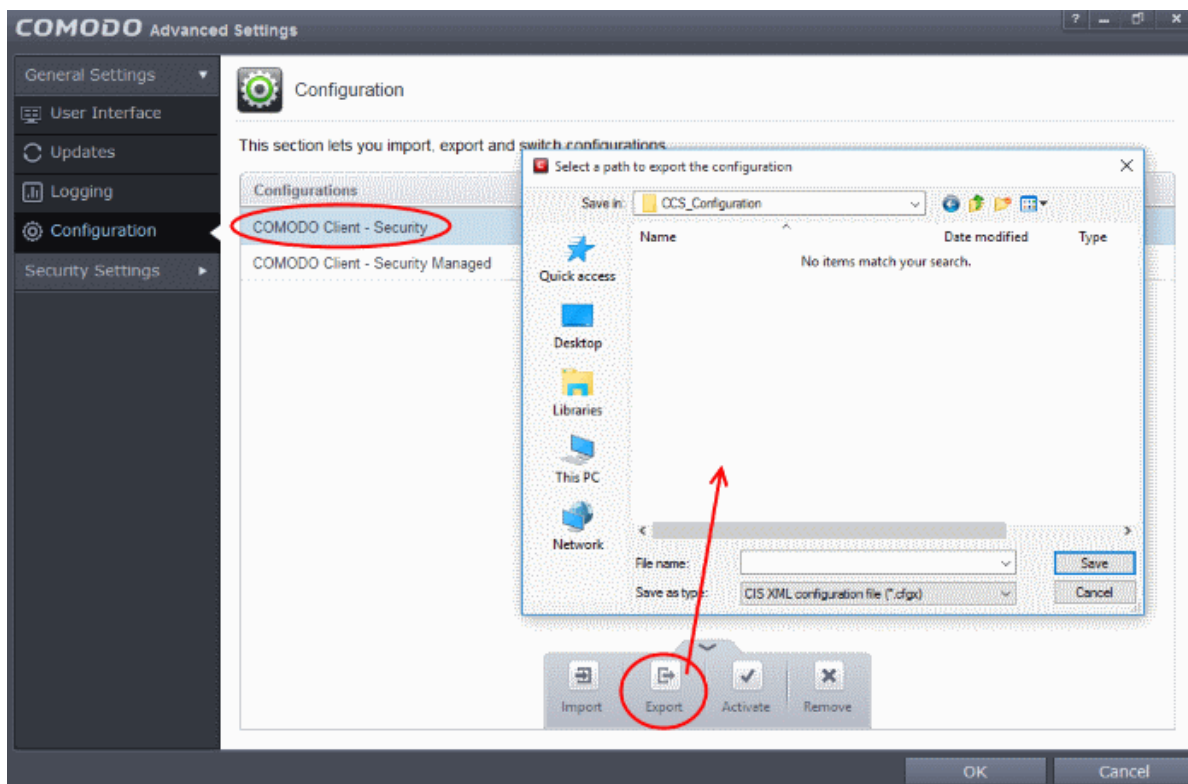 COMODO Advanced Settings
General Settings
User Interface
Updates
Logging
Configuration
Security Settings
Configuration
This section lets you import, export and switch configurations.
Configurations
COMODO Client - Security
COMODO Client - Security Managed
Select a path to export the configuration
Save in:
CCS_Configuration
Name
Date modified
Type
No items match your search.
Quick access
Desktop
Libraries
This PC
Network
File name:
Save
Save as type:
CIS XML configuration file (*.cfgx)
Cancel
Import
Export
Activate
Remove
OK
Cancel